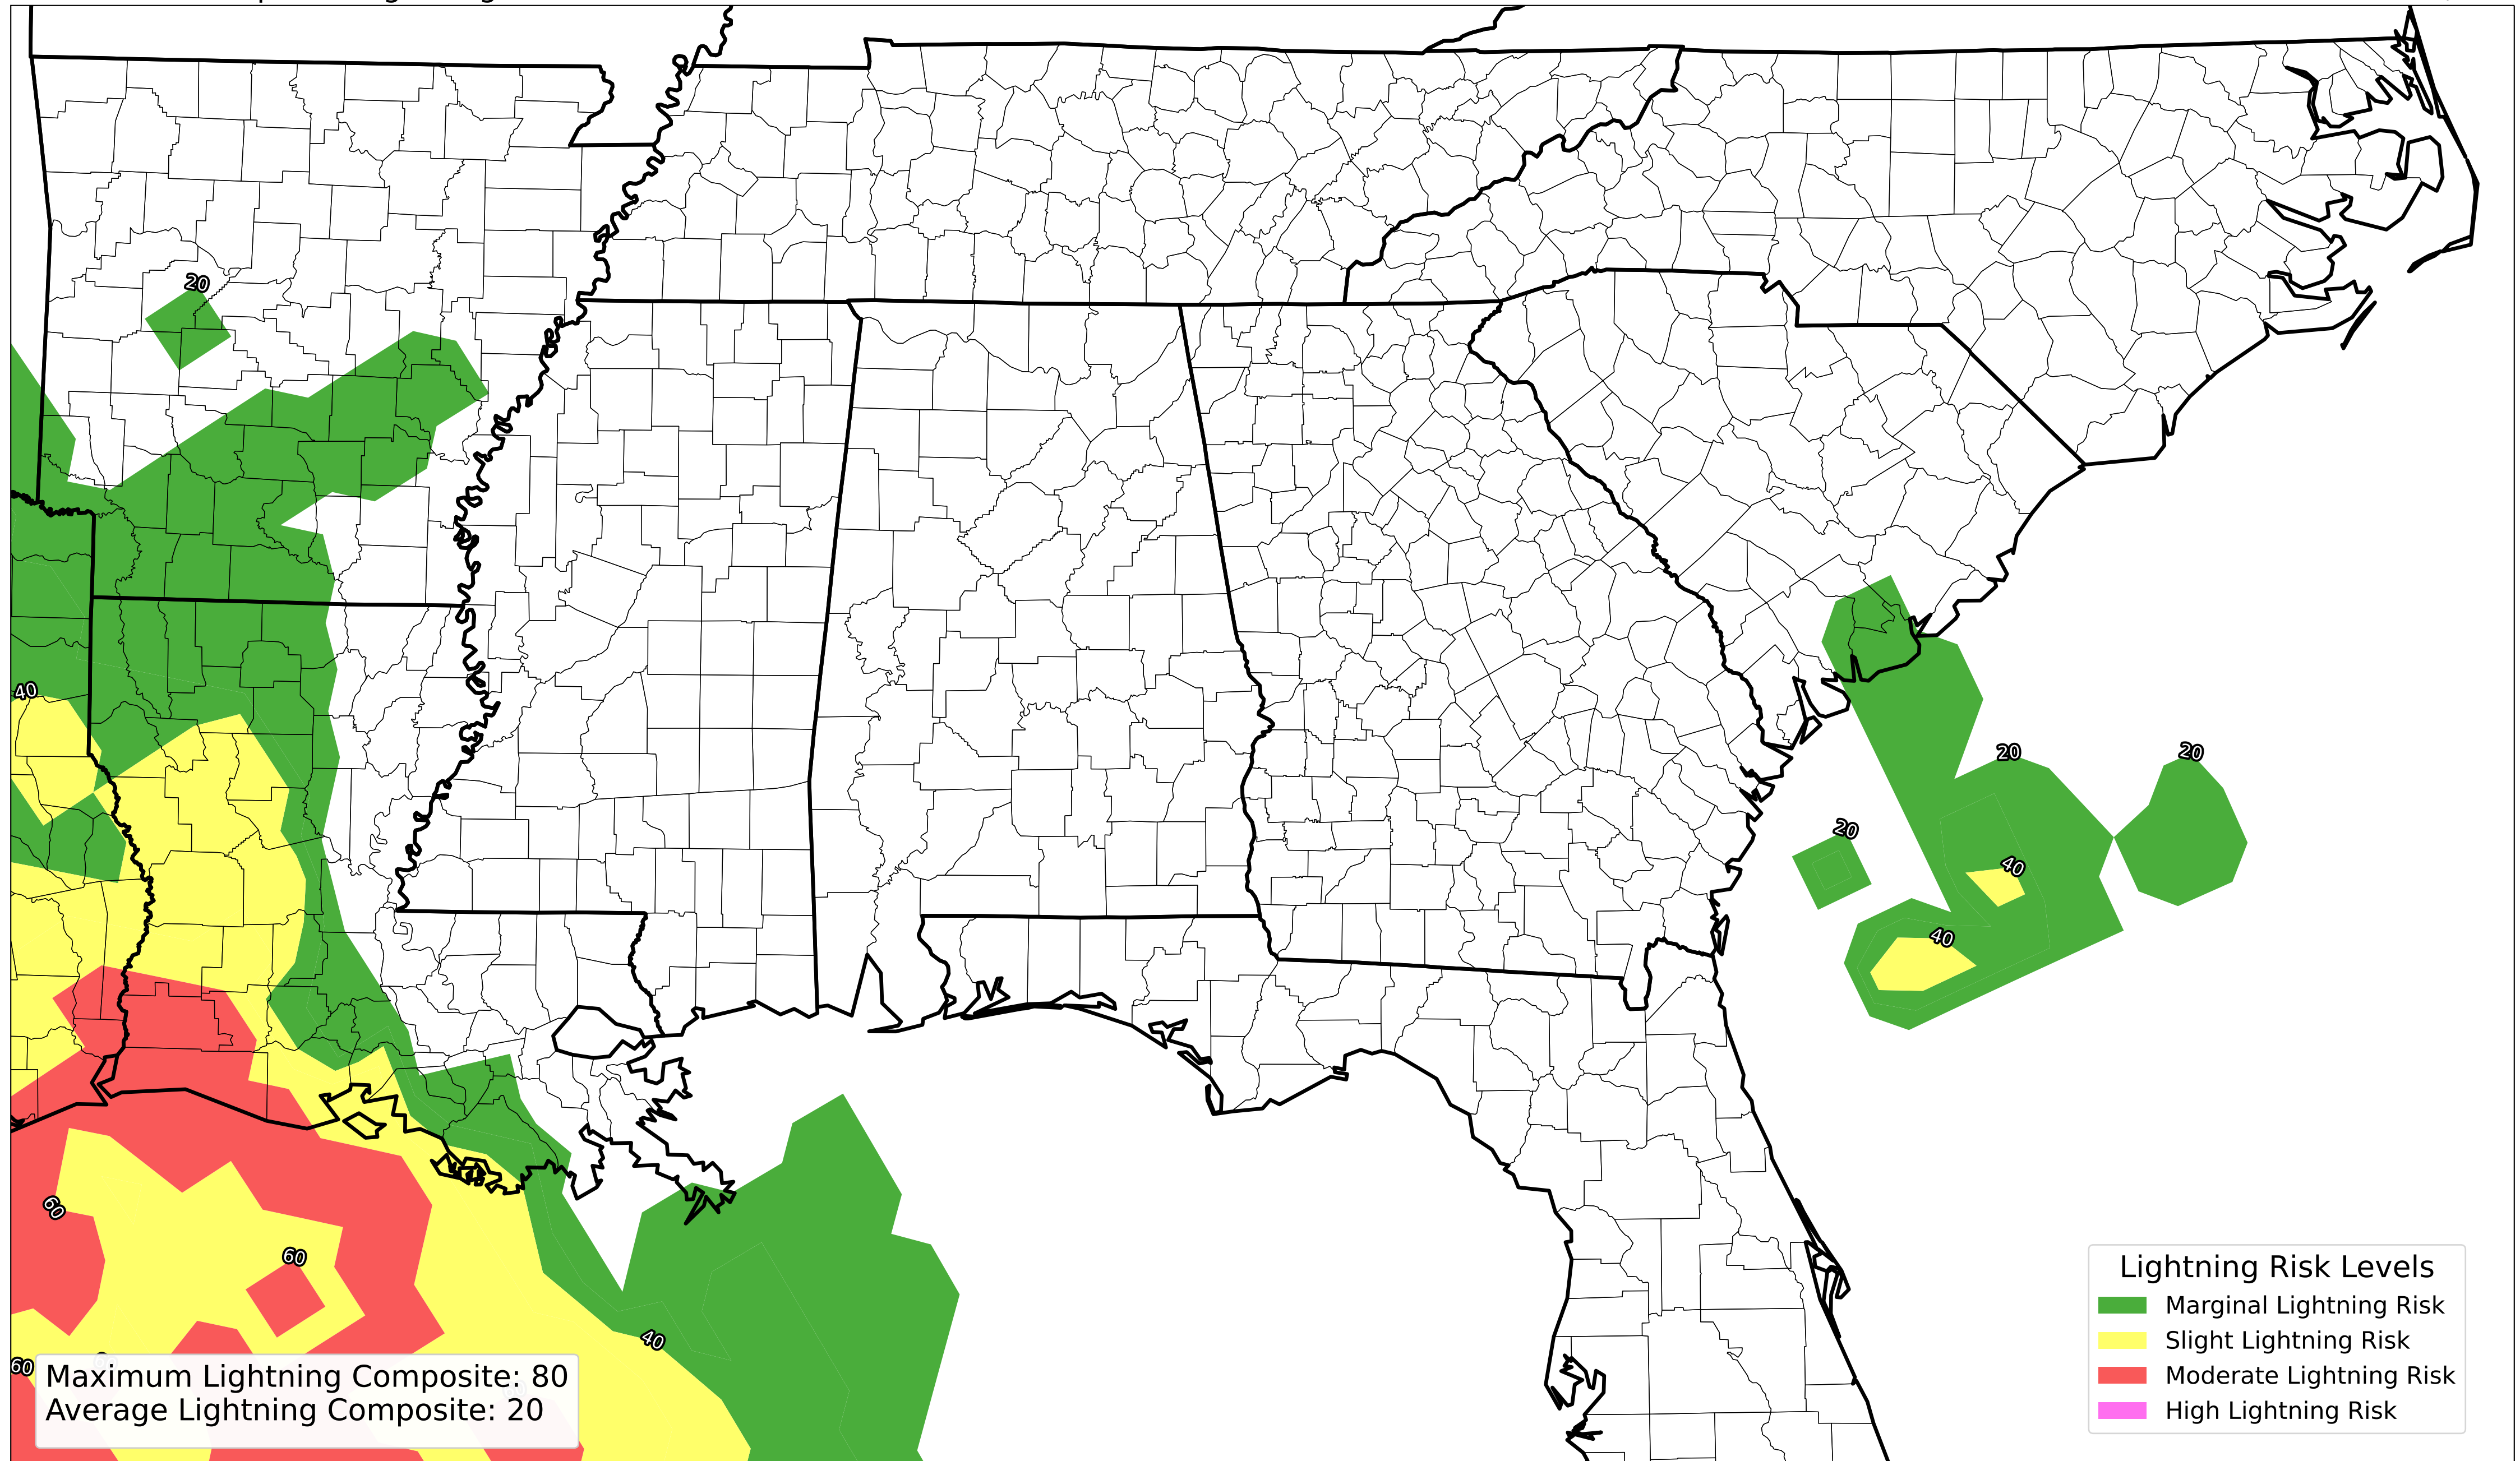 20
40
20
20
20
40
40
60
60
40
60
Maximum Lightning Composite: 80
Average Lightning Composite: 20
Lightning Risk Levels
Marginal Lightning Risk
Slight Lightning Risk
Moderate Lightning Risk
High Lightning Risk